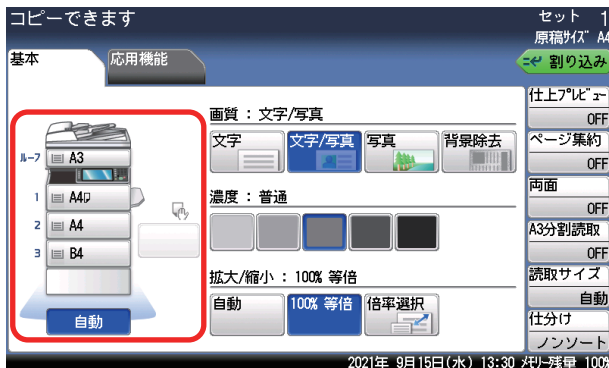 コピーできます
セット 1
原稿ｻｲｽﾞ A4
基本
応用機能
割り込み
画質 : 文字/写真
文字
文字/写真
写真
背景除去
濃度 : 普通
拡大/縮小 : 100% 等倍
自動
100% 等倍
倍率選択
ﾙｰﾌ
A3
1
A4
2
A4
3
B4
自動
仕上ﾌﾟﾚﾋﾞｭｰ
OFF
ページ集約
OFF
両面
OFF
A3分割読取
OFF
読取サイズ
自動
仕分け
ノンソート
2021年 9月15日(水) 13:30 ﾒﾓﾘｰ残量 100%